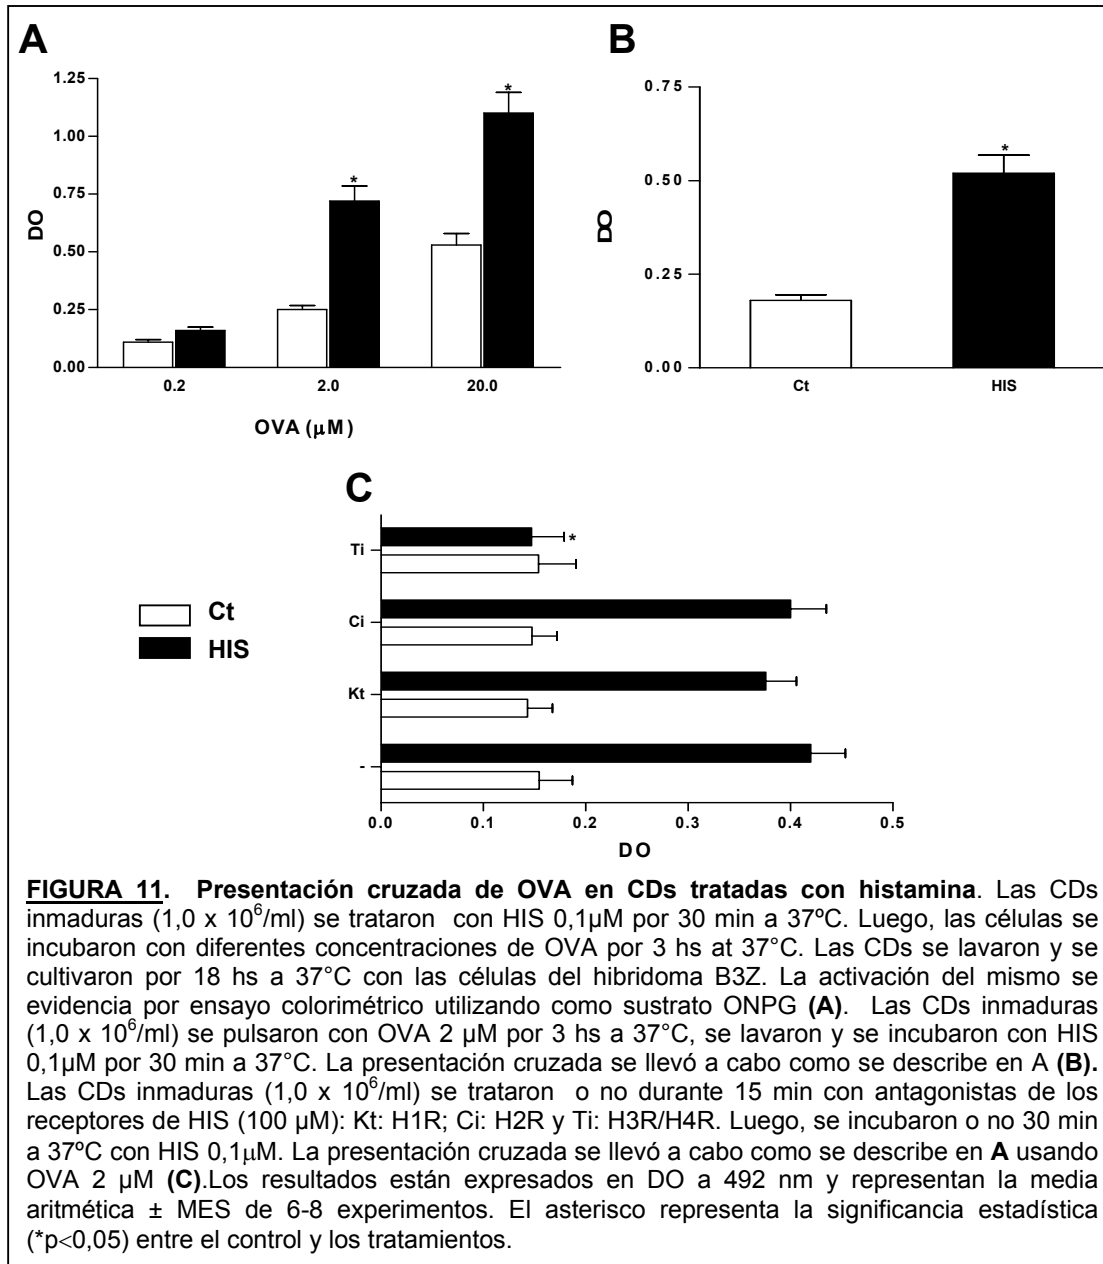 A
B
1.25
1.00
0.75
0.50
0.25
0.00
DO
*
*
0.2
2.0
20.0
OVA (µM)
0.75
0.50
0.25
0.00
DO
*
Ct
HIS
C
Ti
Ci
Kt
-
*
0.0
0.1
0.2
0.3
0.4
0.5
DO
Ct
HIS
FIGURA 11. Presentación cruzada de OVA en CDs tratadas con histamina. Las CDs
inmaduras (1,0 x 10⁶/ml) se trataron con HIS 0,1µM por 30 min a 37ºC. Luego, las células se
incubaron con diferentes concentraciones de OVA por 3 hs at 37°C. Las CDs se lavaron y se
cultivaron por 18 hs a 37°C con las células del hibridoma B3Z. La activación del mismo se
evidencia por ensayo colorimétrico utilizando como sustrato ONPG (A). Las CDs inmaduras
(1,0 x 10⁶/ml) se pulsaron con OVA 2 µM por 3 hs a 37°C, se lavaron y se incubaron con HIS
0,1µM por 30 min a 37°C. La presentación cruzada se llevó a cabo como se describe en A (B).
Las CDs inmaduras (1,0 x 10⁶/ml) se trataron o no durante 15 min con antagonistas de los
receptores de HIS (100 µM): Kt: H1R; Ci: H2R y Ti: H3R/H4R. Luego, se incubaron o no 30 min
a 37ºC con HIS 0,1µM. La presentación cruzada se llevó a cabo como se describe en A usando
OVA 2 µM (C).Los resultados están expresados en DO a 492 nm y representan la media
aritmética ± MES de 6-8 experimentos. El asterisco representa la significancia estadística
(*p<0,05) entre el control y los tratamientos.